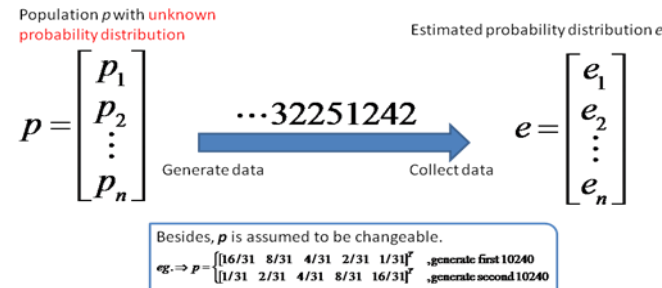 Population p with unknown
probability distribution
Estimated probability distribution e
p = [p₁ p₂ ⋮ pₙ]
···32251242
e = [e₁ e₂ ⋮ eₙ]
Generate data
Collect data
Besides, p is assumed to be changeable.
eg.⇒ p = { [16/31 8/31 4/31 2/31 1/31]ᵀ ,generate first 10240
[1/31 2/31 4/31 8/31 16/31]ᵀ ,generate second 10240